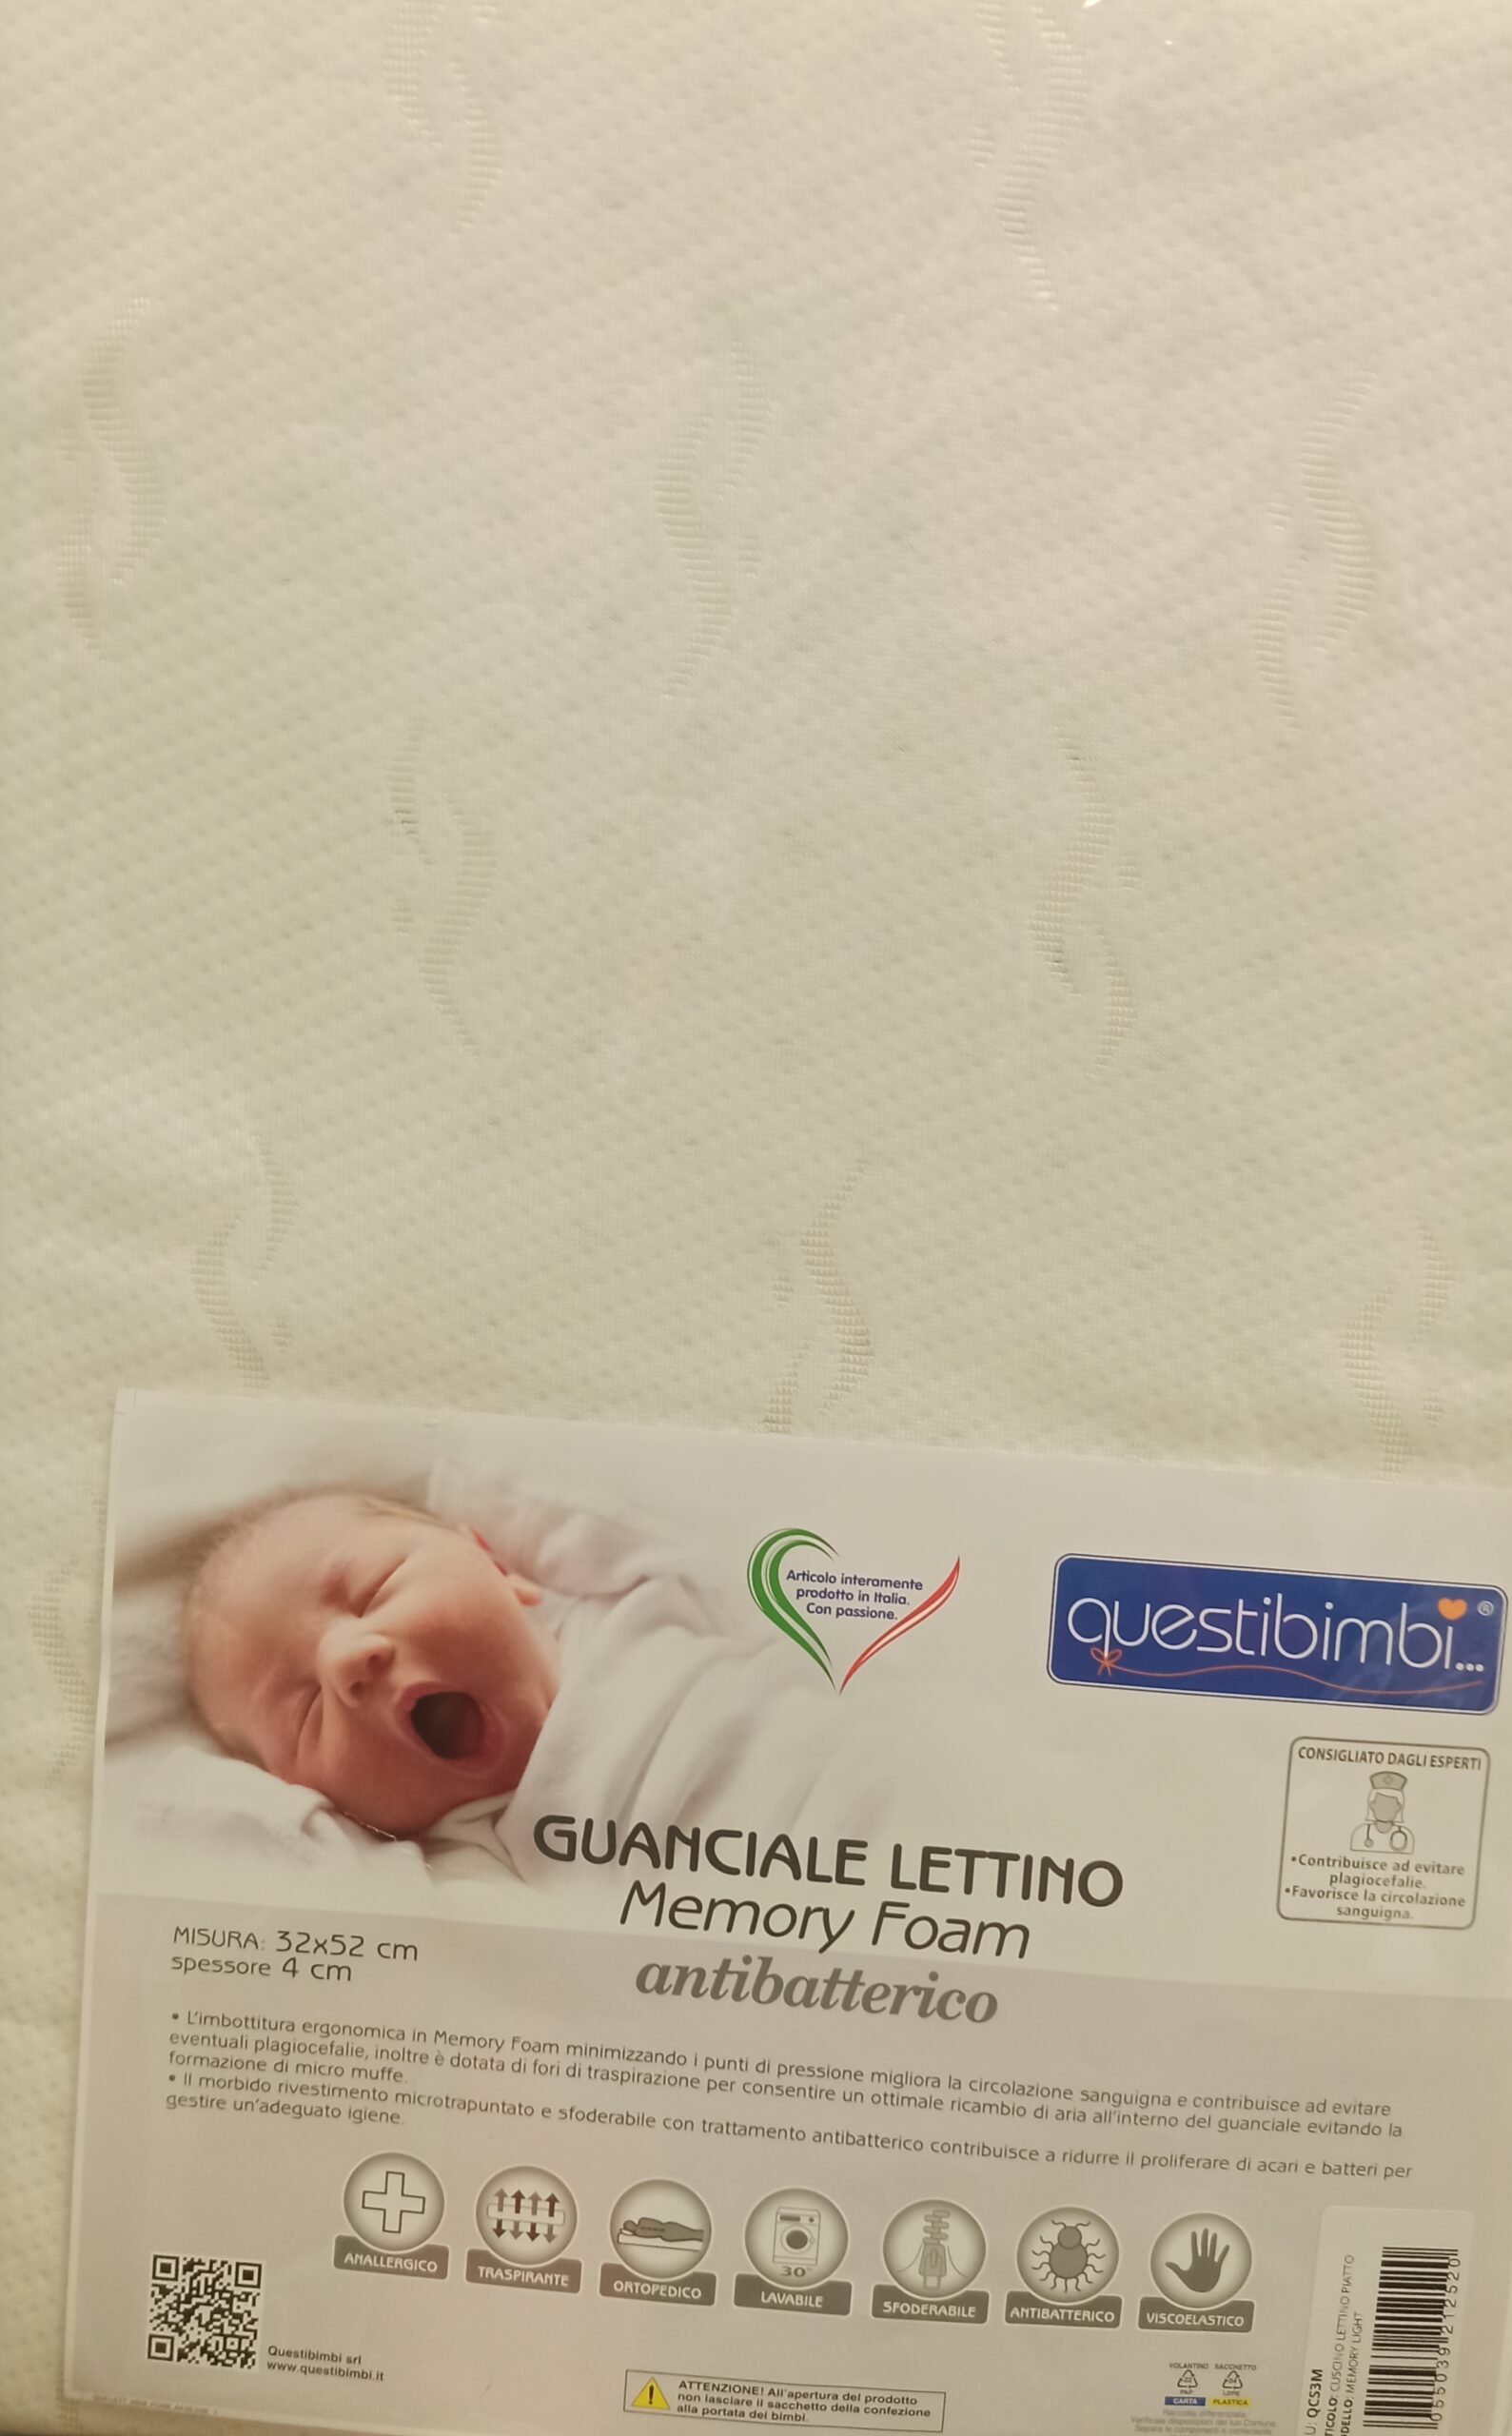 Articolo interamente
prodotto in Italia.
Con passione.
questibimbi...®
CONSIGLIATO DAGLI ESPERTI
•Contribuisce ad evitare
plagiocefalie.
•Favorisce la circolazione
sanguigna.
GUANCIALE LETTINO
Memory Foam
antibatterico
MISURA: 32x52 cm
spessore 4 cm
• L'imbottitura ergonomica in Memory Foam minimizzando i punti di pressione migliora la circolazione sanguigna e contribuisce ad evitare
eventuali plagiocefalie, inoltre è dotata di fori di traspirazione per consentire un ottimale ricambio di aria all'interno del guanciale evitando la
formazione di micro muffe.
• Il morbido rivestimento microtrapuntato e sfoderabile con trattamento antibatterico contribuisce a ridurre il proliferare di acari e batteri per
gestire un'adeguato igiene.
ANALLERGICO
TRASPIRANTE
ORTOPEDICO
30°
LAVABILE
SFODERABILE
ANTIBATTERICO
VISCOELASTICO
Questibimbi srl
www.questibimbi.it
ATTENZIONE! All'apertura del prodotto
non lasciare il sacchetto della confezione
alla portata dei bimbi.
VOLANTINO SACCHETTO
CARTA PLASTICA
Raccolta differenziata.
U: QCS3M
TICOLO: CUSCINO LETTINO PIATTO
DELLO: MEMORY LIGHT